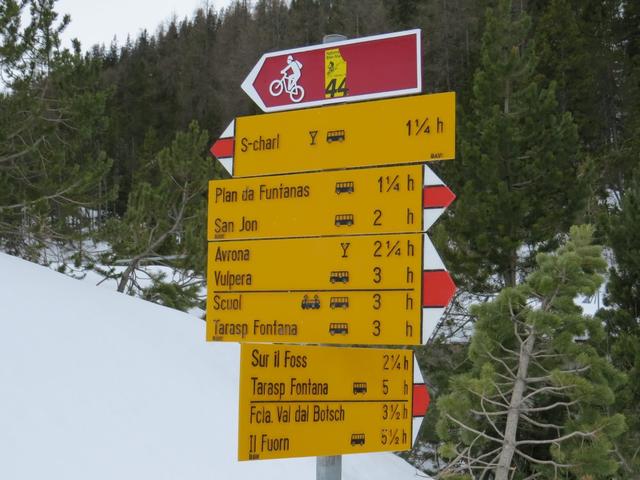 44
S-charl 1¼ h
Plan da Funtanas 1¼ h
San Jon 2 h
Avrona 2¼ h
Vulpera 3 h
Scuol 3 h
Tarasp Fontana 3 h
Sur il Foss 2¼ h
Tarasp Fontana 5 h
Fcla. Val dal Botsch 3½ h
Il Fuorn 5½ h